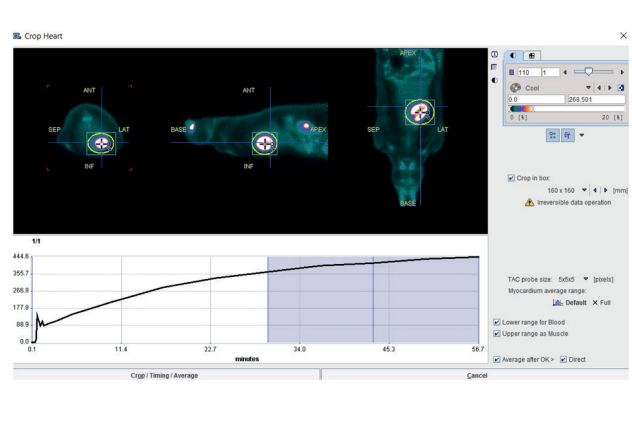 Crop Heart
ANT
SEP
LAT
INF
ANT
BASE
APEX
INF
APEX
SEP
LAT
BASE
110
1
Cool
0.0
268.501
0 [%]
20 [%]
Crop in box:
160 x 160
[mm]
Irreversible data operation
1/1
444.6
355.7
266.8
177.8
88.9
0.0
0.1
11.4
22.7
34.0
45.3
56.7
minutes
TAC probe size: 5x5x5 [pixels]
Myocardium average range:
Default
Full
Lower range for Blood
Upper range as Muscle
Average after OK >
Direct
Crop / Timing / Average
Cancel